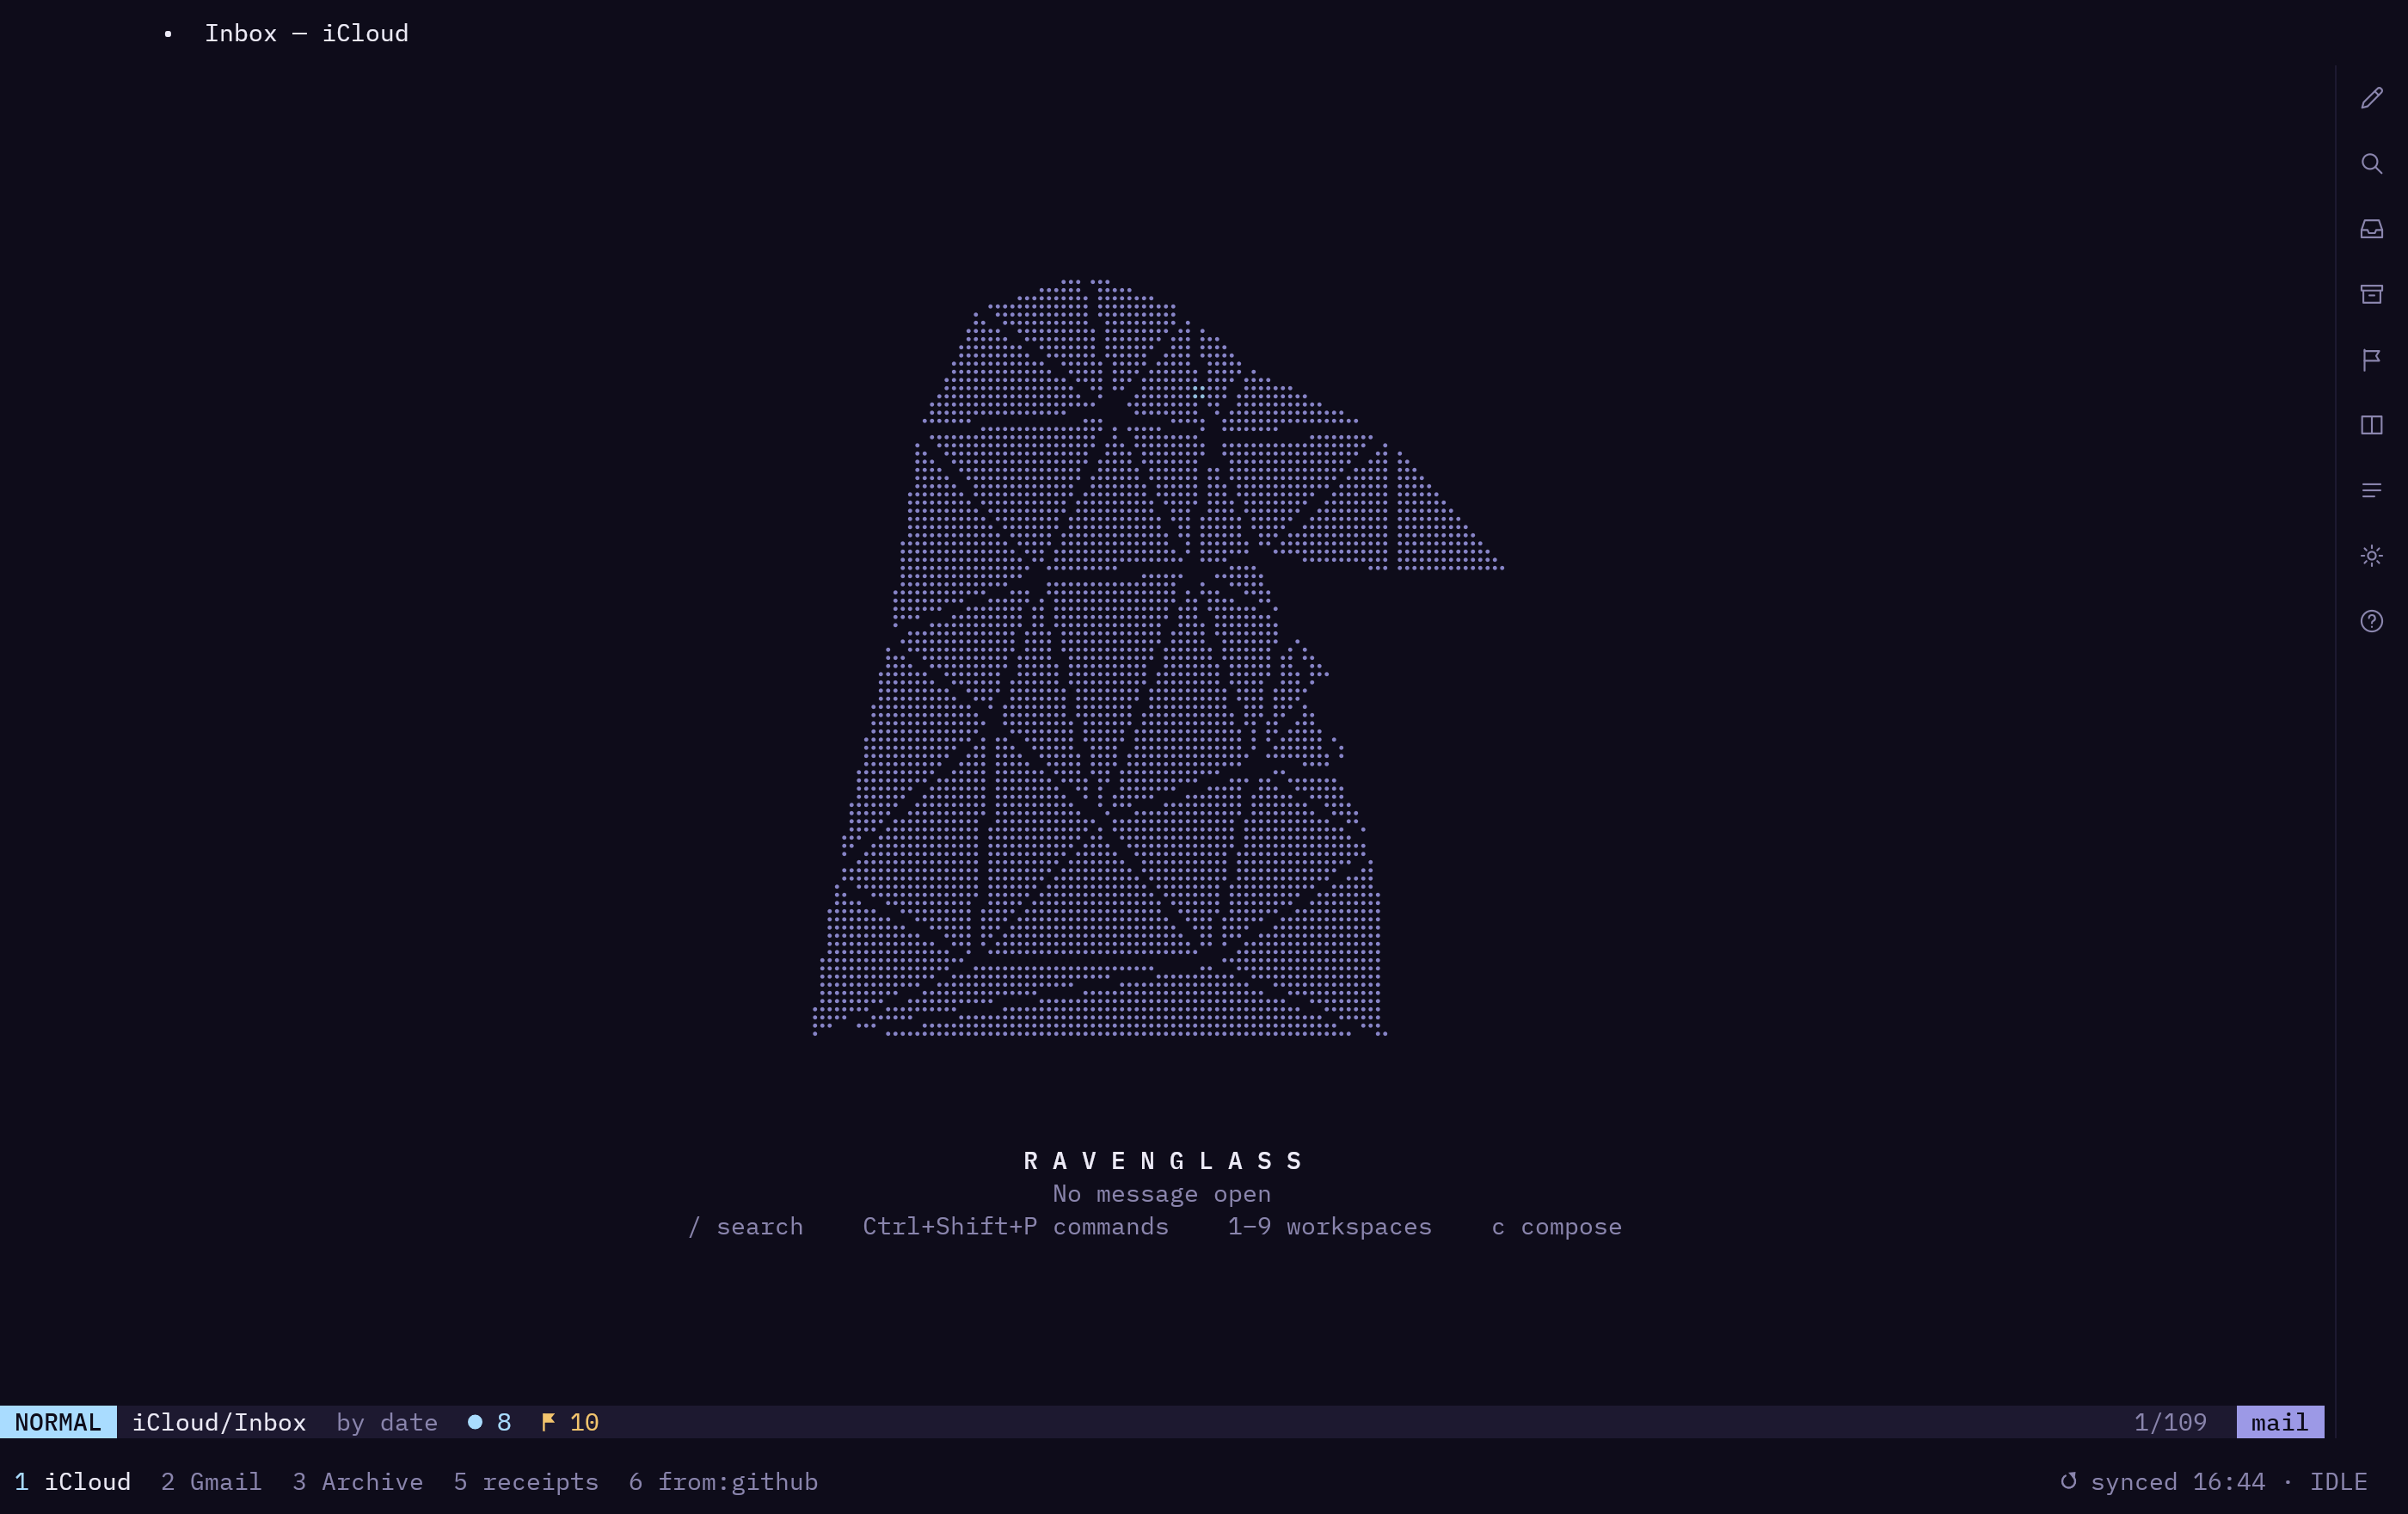 • Inbox — iCloud
RAVENGLASS
No message open
/ search Ctrl+Shift+P commands 1–9 workspaces c compose
NORMAL iCloud/Inbox by date ● 8 10 1/109 mail
1 iCloud 2 Gmail 3 Archive 5 receipts 6 from:github synced 16:44 · IDLE